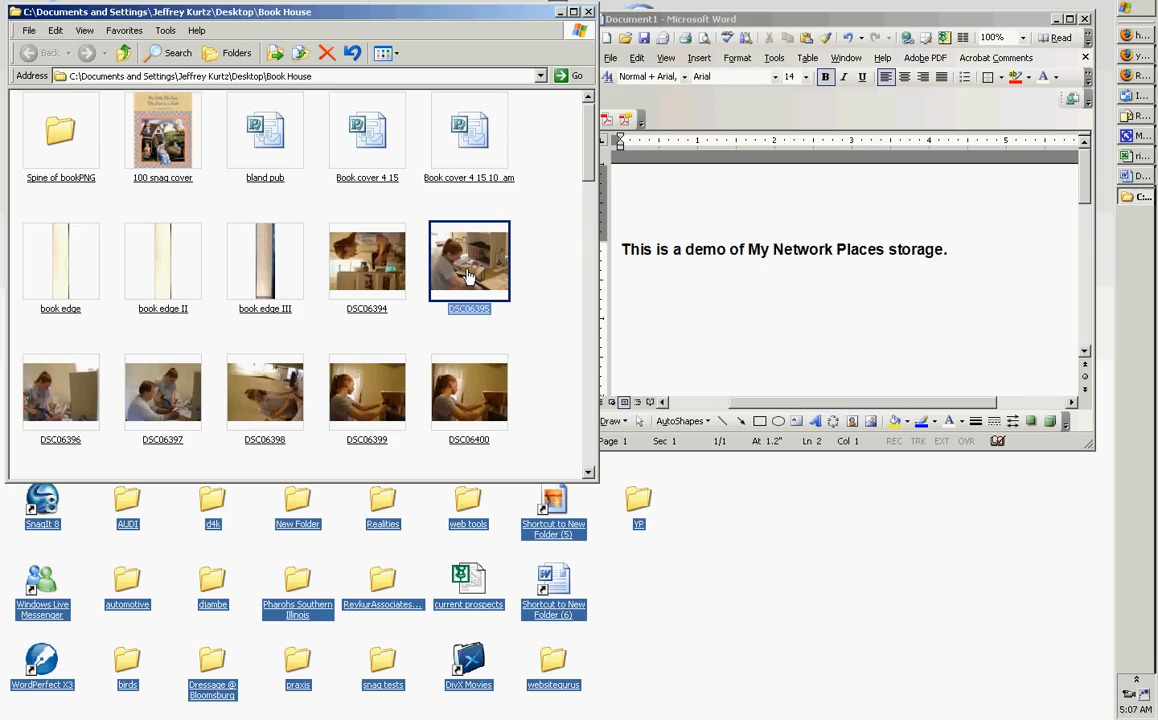 C:\Documents and Settings\Jeffrey Kurtz\Desktop\Book House
File Edit View Favorites Tools Help
Back Search Folders
Address C:\Documents and Settings\Jeffrey Kurtz\Desktop\Book House Go
Spine of bookPNG 100 snag cover bland pub Book cover 4 15 Book cover 4 15 10 am
book edge book edge II book edge III DSC06394 DSC06395
DSC06396 DSC06397 DSC06398 DSC06399 DSC06400
Document1 - Microsoft Word
100% Read
File Edit View Insert Format Tools Table Window Help Adobe PDF Acrobat Comments
Normal + Arial, Arial 14 B I U
1 2 3 4 5
This is a demo of My Network Places storage.
Draw AutoShapes
Page 1 Sec 1 1/1 At 1.2" Ln 2 Col 1 REC TRK EXT OVR
SnagIt 8 AUDI d4k New Folder Realities web tools Shortcut to New Folder (5) YP
Windows Live Messenger automotive djambe Pharohs Southern Illinois ReykurAssociates... current prospects Shortcut to New Folder (6)
WordPerfect X3 birds Dressage @ Bloomsburg praxis snag tests DivX Movies websitegurus
h...
y...
R...
I...
R...
M...
ri...
D...
C:...
5:07 AM